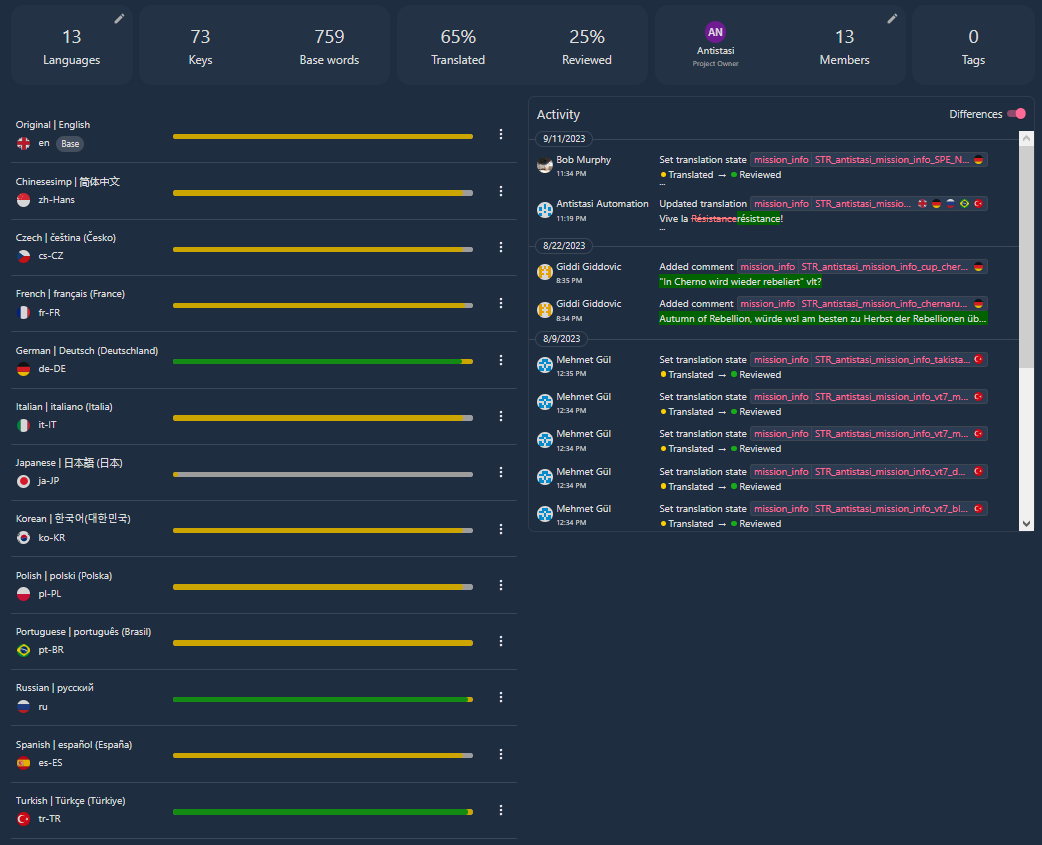 13
Languages
73
Keys
759
Base words
65%
Translated
25%
Reviewed
AN
Antistasi
Project Owner
13
Members
0
Tags
Original | English
en Base
Chinesesimp | 简体中文
zh-Hans
Czech | čeština (Česko)
cs-CZ
French | français (France)
fr-FR
German | Deutsch (Deutschland)
de-DE
Italian | italiano (Italia)
it-IT
Japanese | 日本語 (日本)
ja-JP
Korean | 한국어(대한민국)
ko-KR
Polish | polski (Polska)
pl-PL
Portuguese | português (Brasil)
pt-BR
Russian | русский
ru
Spanish | español (España)
es-ES
Turkish | Türkçe (Türkiye)
tr-TR
Activity
Differences
9/11/2023
Bob Murphy
11:34 PM
Set translation state mission_info STR_antistasi_mission_info_SPE_N...
Translated → Reviewed
...
Antistasi Automation
11:19 PM
Updated translation mission_info STR_antistasi_missio...
Vive la Résistancerésistance!
...
8/22/2023
Giddi Giddovic
8:35 PM
Added comment mission_info STR_antistasi_mission_info_cup_cher...
"In Cherno wird wieder rebeliert" vlt?
Giddi Giddovic
8:34 PM
Added comment mission_info STR_antistasi_mission_info_chernaru...
Autumn of Rebellion, würde wsl am besten zu Herbst der Rebellionen üb...
8/9/2023
Mehmet Gül
12:35 PM
Set translation state mission_info STR_antistasi_mission_info_takista...
Translated → Reviewed
Mehmet Gül
12:34 PM
Set translation state mission_info STR_antistasi_mission_info_vt7_m...
Translated → Reviewed
Mehmet Gül
12:34 PM
Set translation state mission_info STR_antistasi_mission_info_vt7_m...
Translated → Reviewed
Mehmet Gül
12:34 PM
Set translation state mission_info STR_antistasi_mission_info_vt7_d...
Translated → Reviewed
Mehmet Gül
12:34 PM
Set translation state mission_info STR_antistasi_mission_info_vt7_bl...
Translated → Reviewed